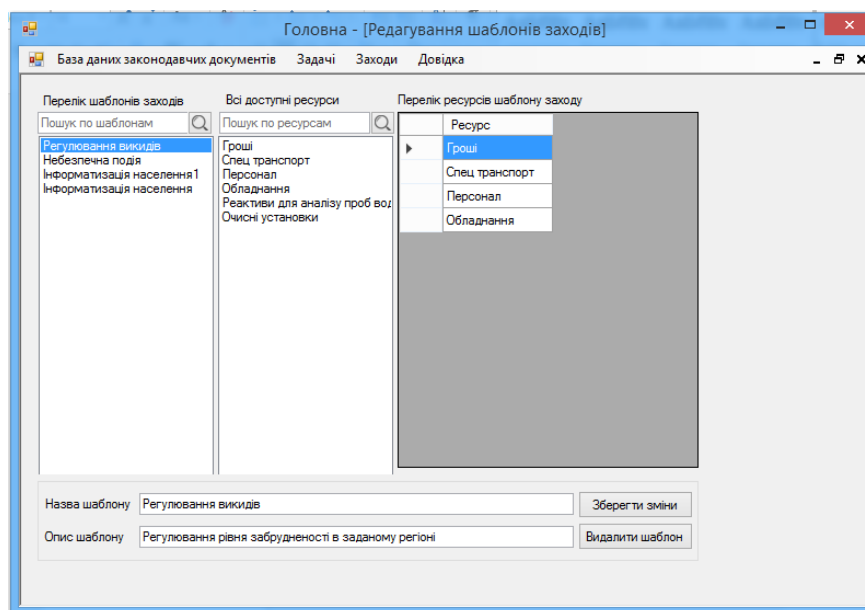 Головна - [Редагування шаблонів заходів]
База даних законодавчих документів Задачі Заходи Довідка
Перелік шаблонів заходів
Пошук по шаблонам
Регулювання викидів
Небезпечна подія
Інформатизація населення1
Інформатизація населення
Всі доступні ресурси
Пошук по ресурсам
Гроші
Спец транспорт
Персонал
Обладнання
Реактиви для аналізу проб вод
Очисні установки
Перелік ресурсів шаблону заходу
Ресурс
Гроші
Спец транспорт
Персонал
Обладнання
Назва шаблону Регулювання викидів Зберегти зміни
Опис шаблону Регулювання рівня забрудненості в заданому регіоні Видалити шаблон